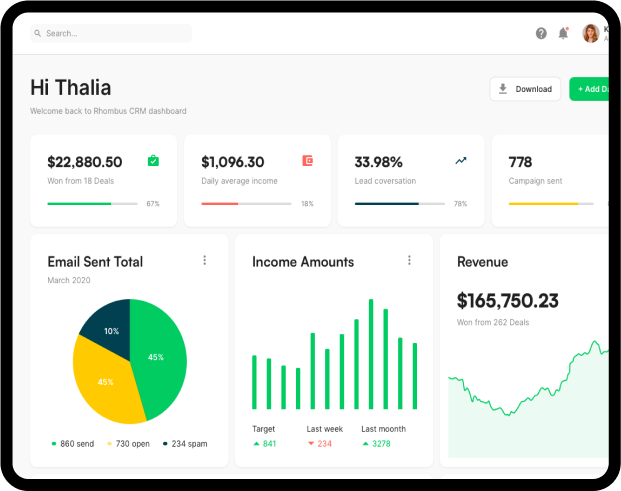 Search...
Hi Thalia
Welcome back to Rhombus CRM dashboard
Download
+ Add
$22,880.50
Won from 18 Deals
67%
$1,096.30
Daily average income
18%
33.98%
Lead coversation
78%
778
Campaign sent
Email Sent Total
March 2020
10%
45%
45%
860 send
730 open
234 spam
Income Amounts
Target
Last week
Last moonth
841
234
3278
Revenue
$165,750.23
Won from 262 Deals